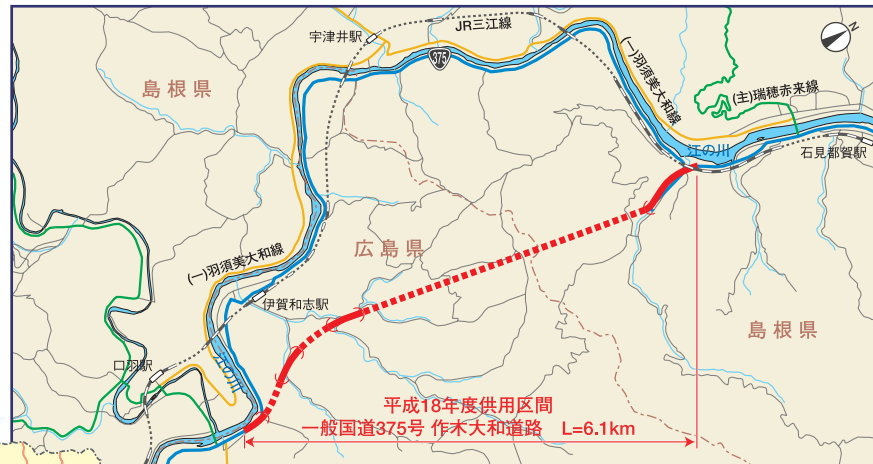 宇津井駅
JR三江線
375
(一)羽須美大和線
N
島根県
(主)瑞穂赤来線
江の川
石見都賀駅
広島県
(一)羽須美大和線
伊賀和志駅
島根県
口羽駅
江の川
平成18年度供用区間
一般国道375号 作木大和道路 L=6.1km